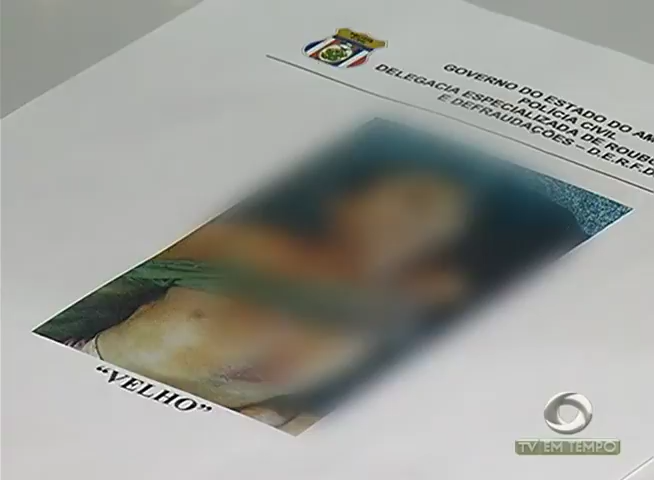 GOVERNO DO ESTADO DO AM
POLÍCIA CIVIL
DELEGACIA ESPECIALIZADA DE ROUBO
E DEFRAUDAÇÕES – D.E.R.F.D
"VELHO"
TV EM TEMPO